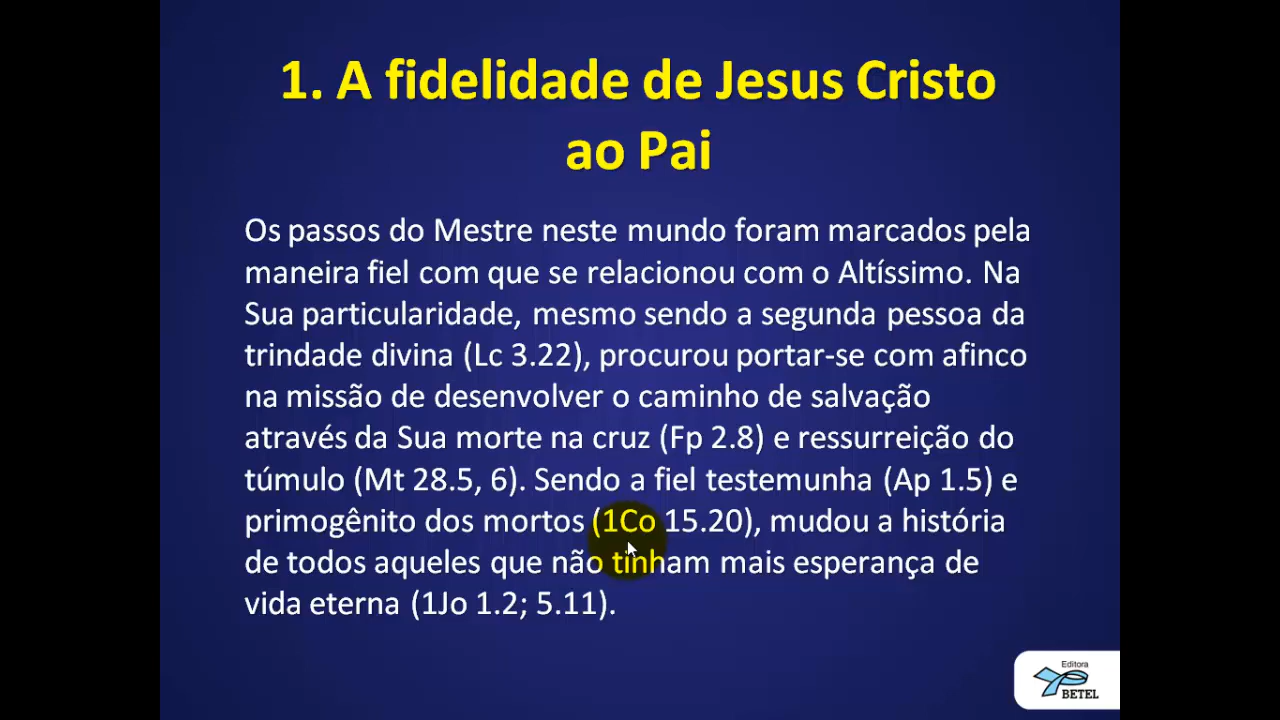 1. A fidelidade de Jesus Cristo
ao Pai
Os passos do Mestre neste mundo foram marcados pela
maneira fiel com que se relacionou com o Altíssimo. Na
Sua particularidade, mesmo sendo a segunda pessoa da
trindade divina (Lc 3.22), procurou portar-se com afinco
na missão de desenvolver o caminho de salvação
através da Sua morte na cruz (Fp 2.8) e ressurreição do
túmulo (Mt 28.5, 6). Sendo a fiel testemunha (Ap 1.5) e
primogênito dos mortos (1Co 15.20), mudou a história
de todos aqueles que não tinham mais esperança de
vida eterna (1Jo 1.2; 5.11).
Editora
BETEL